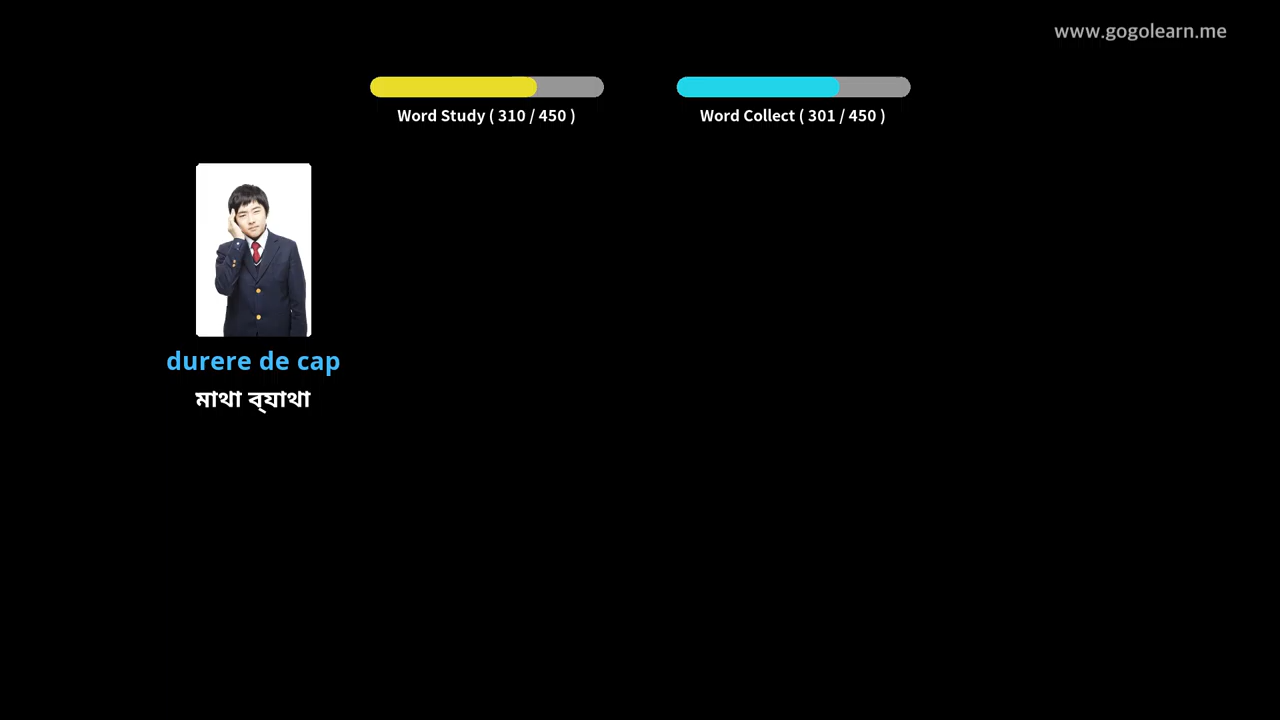 www.gogolearn.me
Word Study ( 310 / 450 )
Word Collect ( 301 / 450 )
durere de cap
মাথা ব্যাথা